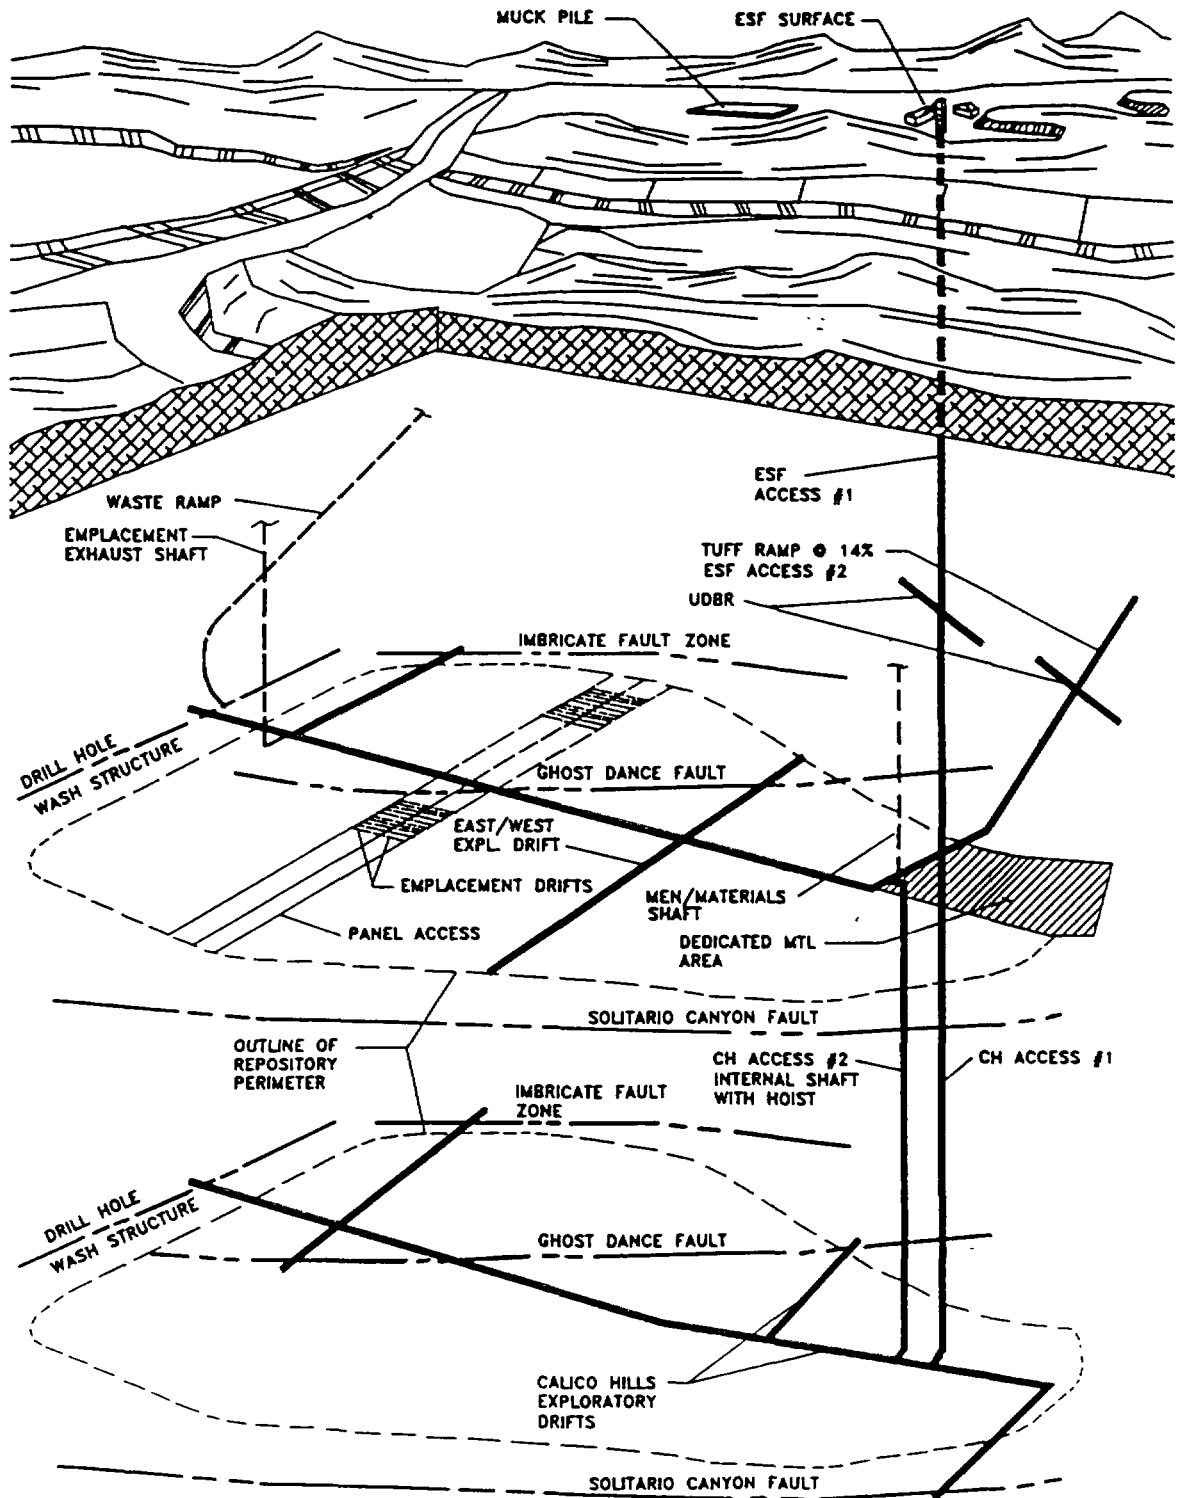 MUCK PILE
ESF SURFACE
ESF
ACCESS #1
WASTE RAMP
EMPLACEMENT
EXHAUST SHAFT
TUFF RAMP @ 14%
ESF ACCESS #2
UDBR
IMBRICATE FAULT ZONE
DRILL HOLE
WASH STRUCTURE
GHOST DANCE FAULT
EAST/WEST
EXPL. DRIFT
EMPLACEMENT DRIFTS
MEN/MATERIALS
SHAFT
PANEL ACCESS
DEDICATED MTL
AREA
SOLITARIO CANYON FAULT
OUTLINE OF
REPOSITORY
PERIMETER
CH ACCESS #2
INTERNAL SHAFT
WITH HOIST
CH ACCESS #1
IMBRICATE FAULT
ZONE
DRILL HOLE
WASH STRUCTURE
GHOST DANCE FAULT
CALICO HILLS
EXPLORATORY
DRIFTS
SOLITARIO CANYON FAULT